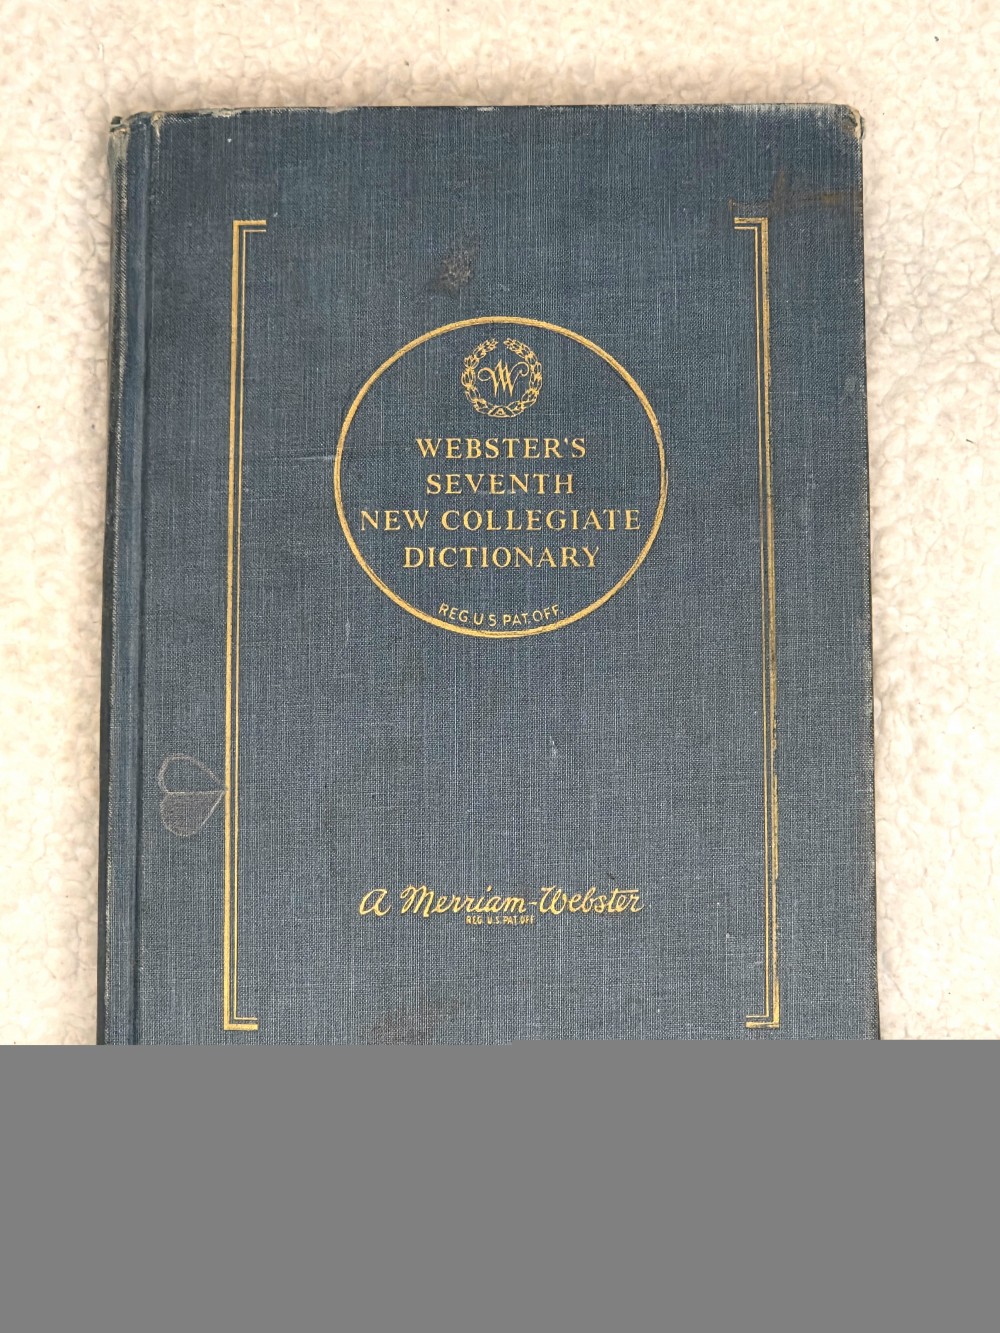 W
WEBSTER'S
SEVENTH
NEW COLLEGIATE
DICTIONARY
REG. U.S. PAT. OFF.
A Merriam-Webster
REG. U.S. PAT. OFF.